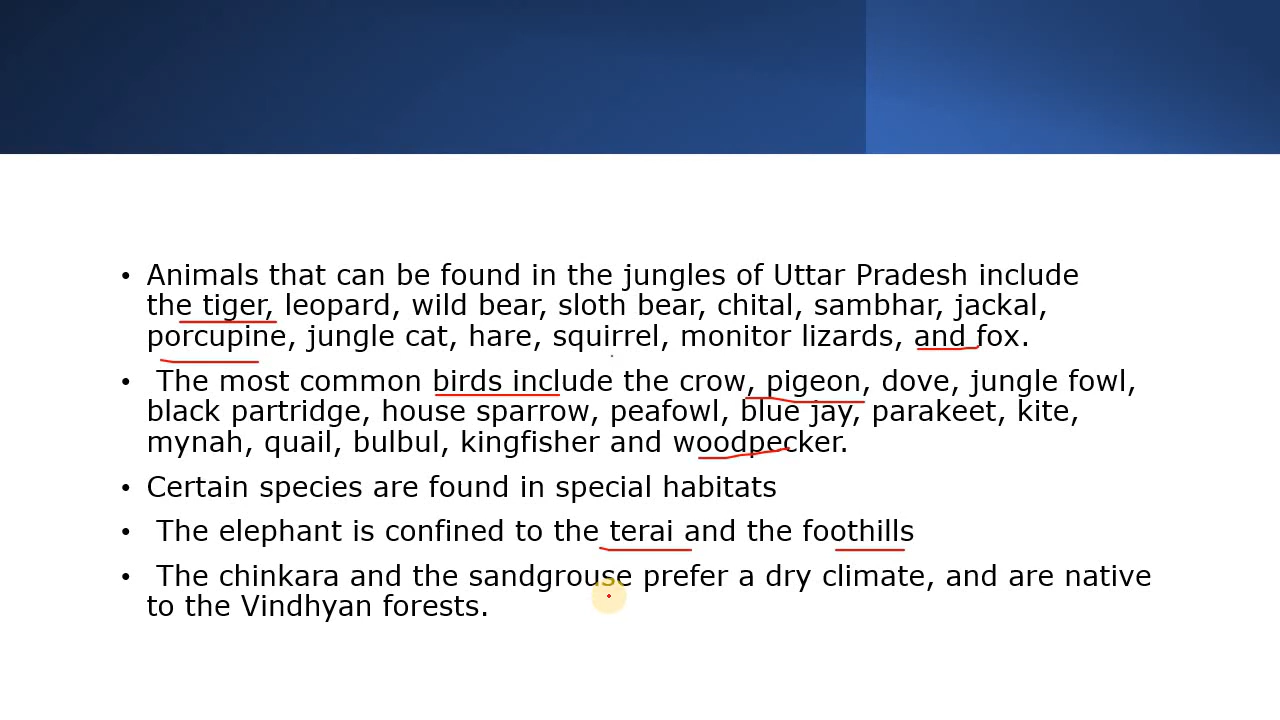 • Animals that can be found in the jungles of Uttar Pradesh include
the tiger, leopard, wild bear, sloth bear, chital, sambhar, jackal,
porcupine, jungle cat, hare, squirrel, monitor lizards, and fox.
• The most common birds include the crow, pigeon, dove, jungle fowl,
black partridge, house sparrow, peafowl, blue jay, parakeet, kite,
mynah, quail, bulbul, kingfisher and woodpecker.
• Certain species are found in special habitats
• The elephant is confined to the terai and the foothills
• The chinkara and the sandgrouse prefer a dry climate, and are native
to the Vindhyan forests.